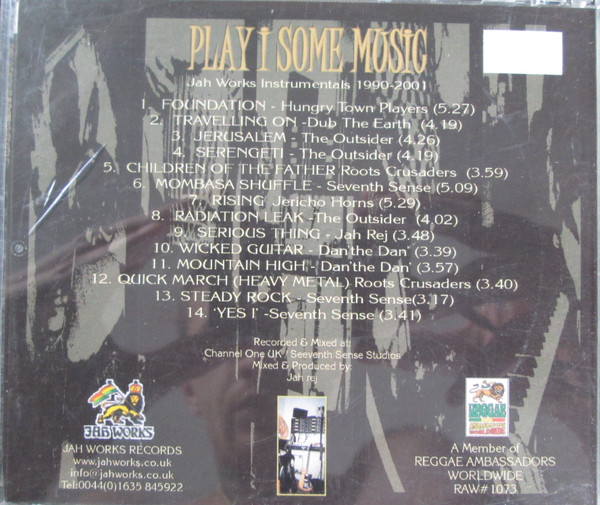 PLAY I SOME MUSIC
Jah Works Instrumentals 1990-2001
1. FOUNDATION - Hungry Town Players (5.27)
2. TRAVELLING ON -Dub The Earth (4.19)
3. JERUSALEM - The Outsider (4.26)
4. SERENGETI - The Outsider (4.19)
5. CHILDREN OF THE FATHER Roots Crusaders (3.59)
6. MOMBASA SHUFFLE - Seventh Sense (5.09)
7. RISING Jericho Horns (5.29)
8. RADIATION LEAK -The Outsider (4,02)
9. SERIOUS THING - Jah Rej (3.48)
10. WICKED GUITAR - Dan'the Dan' (3.39)
11. MOUNTAIN HIGH - Dan'the Dan' (3.57)
12. QUICK MARCH (HEAVY METAL) Roots Crusaders (3.40)
13. STEADY ROCK - Seventh Sense(3.17)
14. 'YES I' -Seventh Sense (3.41)
Recorded & Mixed at:
Channel One UK / Seeventh Sense Studios
Mixed & Produced by:
Jah rej
JAH WORKS
JAH WORKS RECORDS
www.jahworks.co.uk
info@jahworks.co.uk
Tel:0044(0)1635 845922
REGGAE
A Member of
REGGAE AMBASSADORS
WORLDWIDE
RAW# 1073